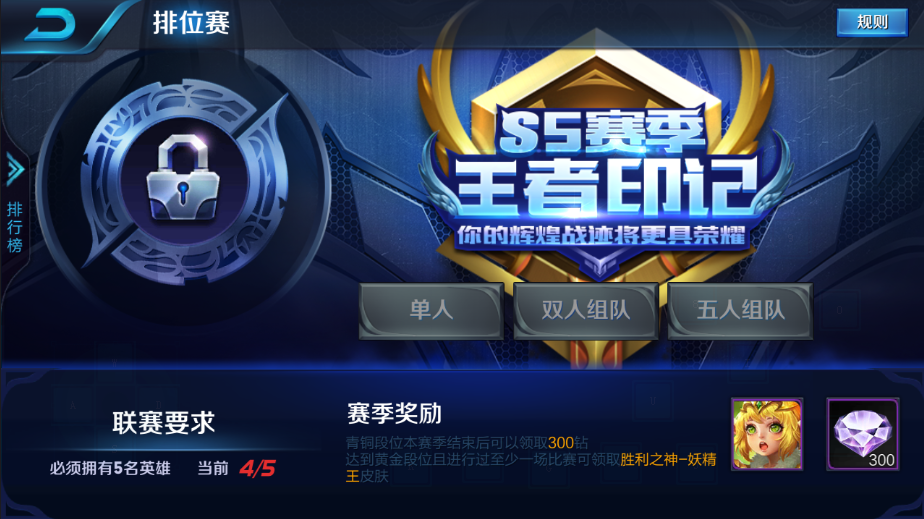 排位赛
规则
S5赛季
王者印记
你的辉煌战迹将更具荣耀
排行榜
单人
双人组队
五人组队
联赛要求
必须拥有5名英雄 当前 4/5
赛季奖励
青铜段位本赛季结束后可以领取300钻
达到黄金段位且进行过至少一场比赛可领取胜利之神-妖精
王皮肤
300